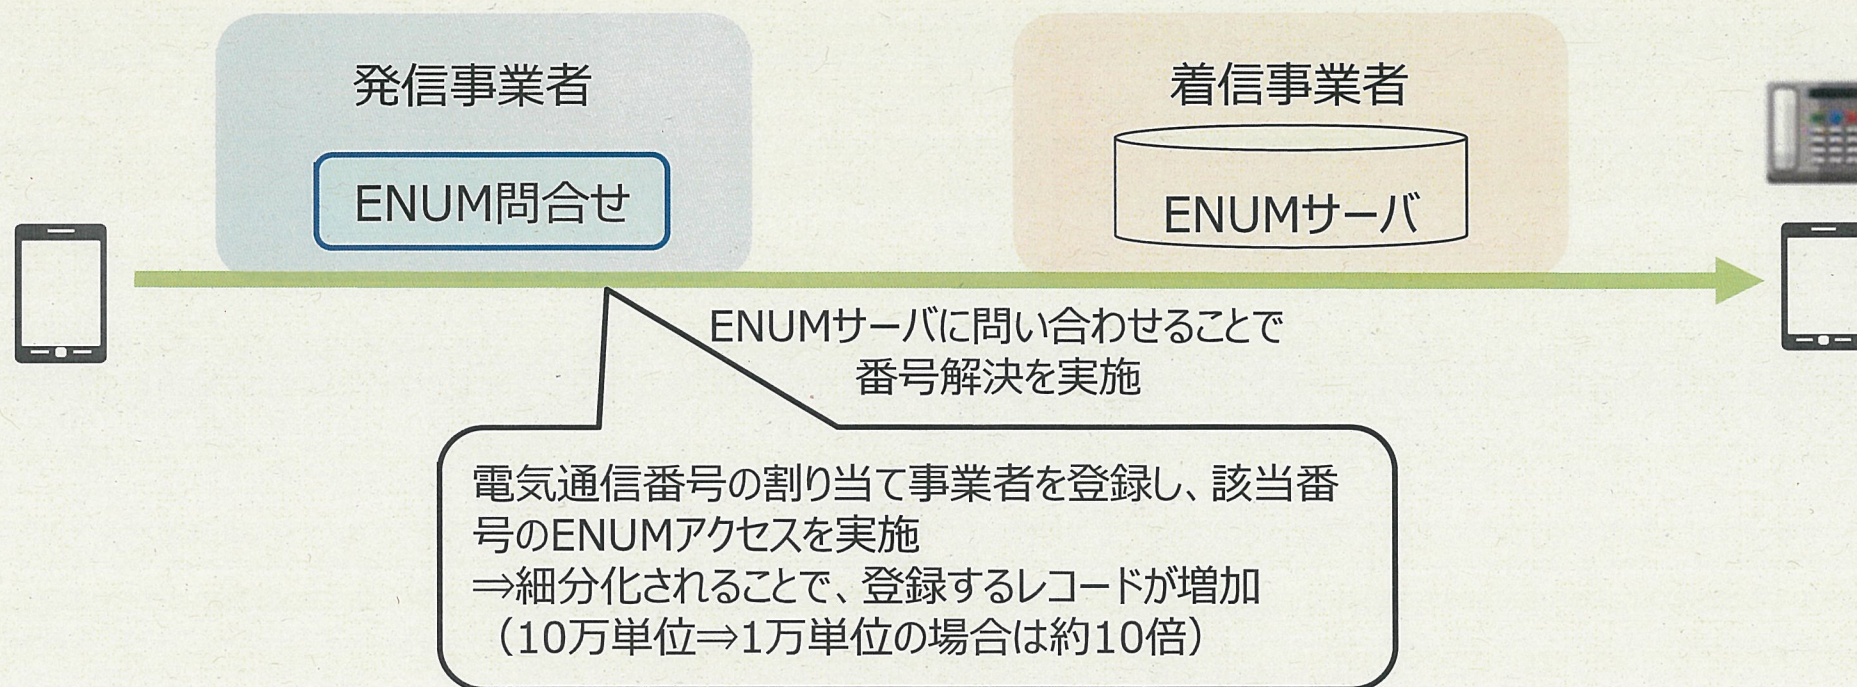 発信事業者
着信事業者
ENUM問合せ
ENUMサーバ
ENUMサーバに問い合わせることで
番号解決を実施
電気通信番号の割り当て事業者を登録し、該当番
号のENUMアクセスを実施
⇒細分化されることで、登録するレコードが増加
（10万単位⇒1万単位の場合は約10倍）